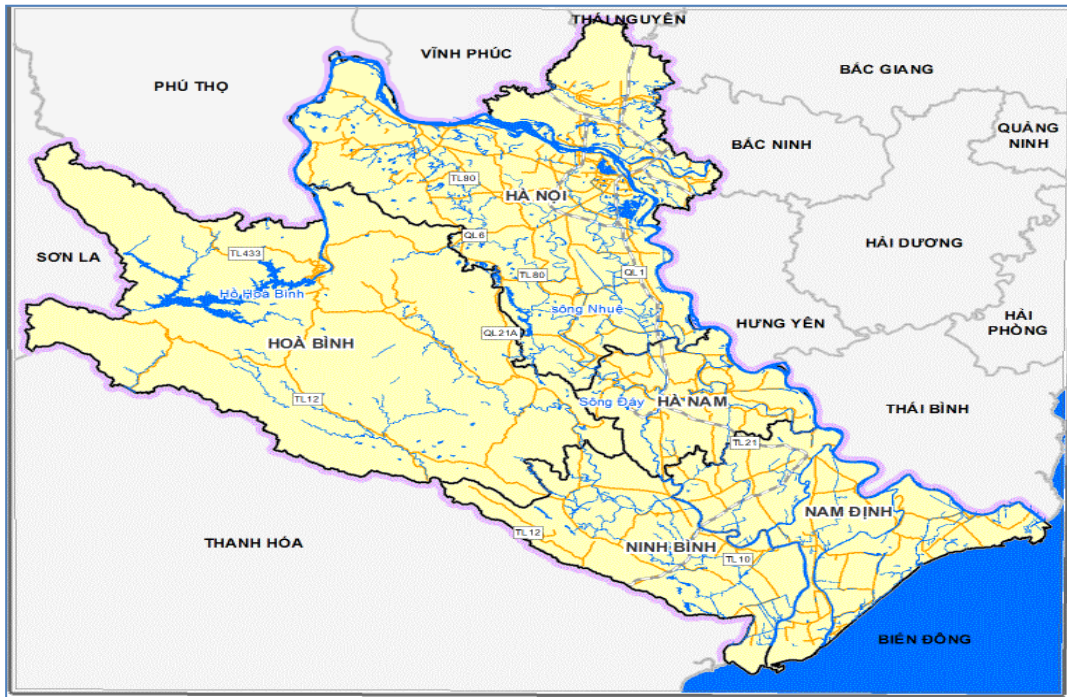 THÁI NGUYÊN
VĨNH PHÚC
BẮC GIANG
PHÚ THỌ
QUẢNG
NINH
BẮC NINH
TL80
HÀ NỘI
QL6
HẢI DƯƠNG
TL433
SƠN LA
TL80
QL1
Hồ Hòa Bình
sông Nhuệ
HƯNG YÊN
HẢI
PHÒNG
QL21A
HOÀ BÌNH
TL12
Sông Đáy
HÀ NAM
THÁI BÌNH
TL21
NAM ĐỊNH
TL12
THANH HÓA
NINH BÌNH
TL10
BIỂN ĐÔNG